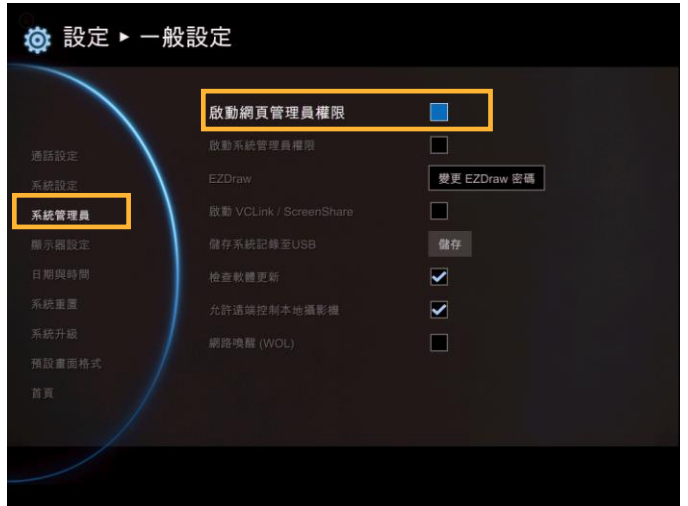 設定 ▸ 一般設定
啟動網頁管理員權限
啟動系統管理員權限
EZDraw
變更 EZDraw 密碼
啟動 VCLink / ScreenShare
儲存系統記錄至USB
儲存
檢查軟體更新
允許遠端控制本地攝影機
網路喚醒 (WOL)
通話設定
系統設定
系統管理員
顯示器設定
日期與時間
系統重置
系統升級
預設畫面格式
首頁